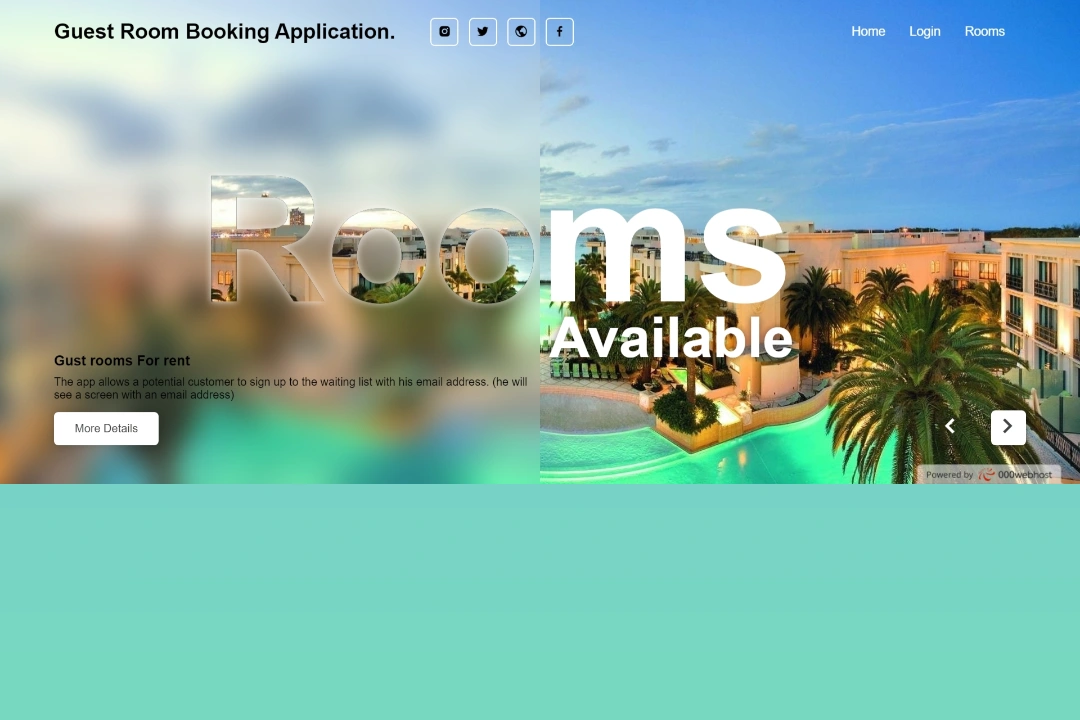 Guest Room Booking Application.
Home Login Rooms
Rooms
Available
Gust rooms For rent
The app allows a potential customer to sign up to the waiting list with his email address. (he will
see a screen with an email address)
More Details
Powered by 000webhost